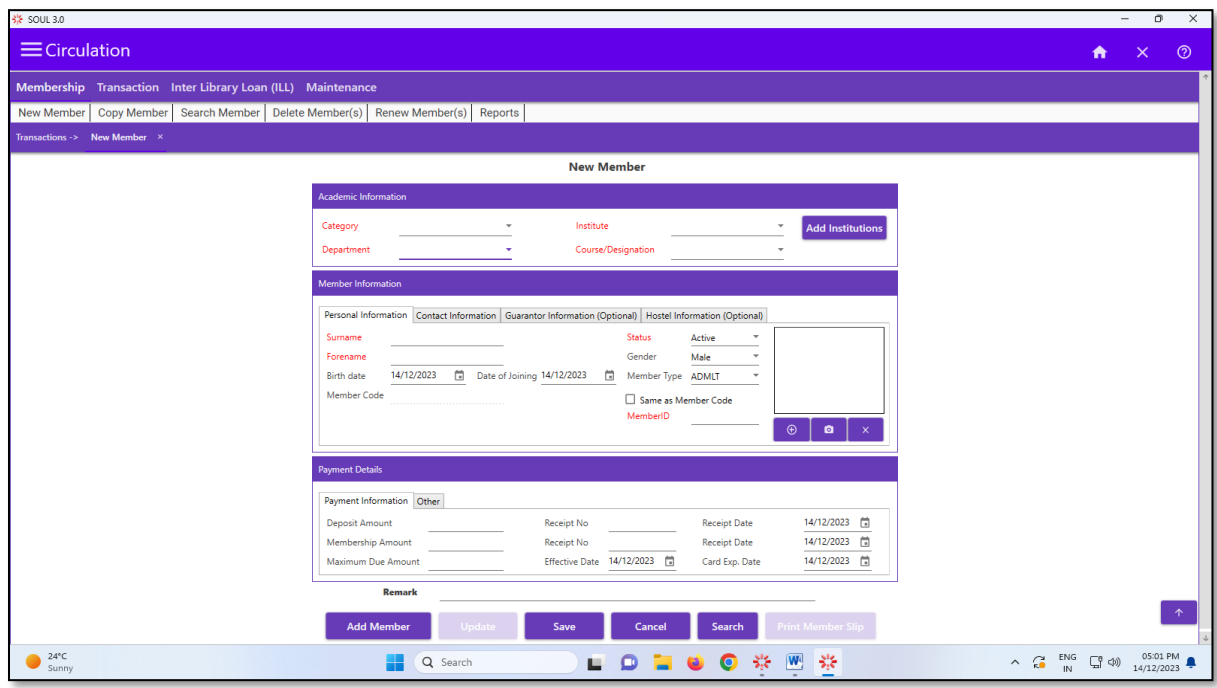 SOUL 3.0
Circulation
Membership Transaction Inter Library Loan (ILL) Maintenance
New Member Copy Member Search Member Delete Member(s) Renew Member(s) Reports
Transactions -> New Member ×
New Member
Academic Information
Category Institute Add Institutions
Department Course/Designation
Member Information
Personal Information Contact Information Guarantor Information (Optional) Hostel Information (Optional)
Surname Status Active
Forename Gender Male
Birth date 14/12/2023 Date of Joining 14/12/2023 Member Type ADMLT
Member Code Same as Member Code
MemberID
Payment Details
Payment Information Other
Deposit Amount Receipt No Receipt Date 14/12/2023
Membership Amount Receipt No Receipt Date 14/12/2023
Maximum Due Amount Effective Date 14/12/2023 Card Exp. Date 14/12/2023
Remark
Add Member Update Save Cancel Search Print Member Slip
24°C
Sunny
Search
ENG
IN
05:01 PM
14/12/2023